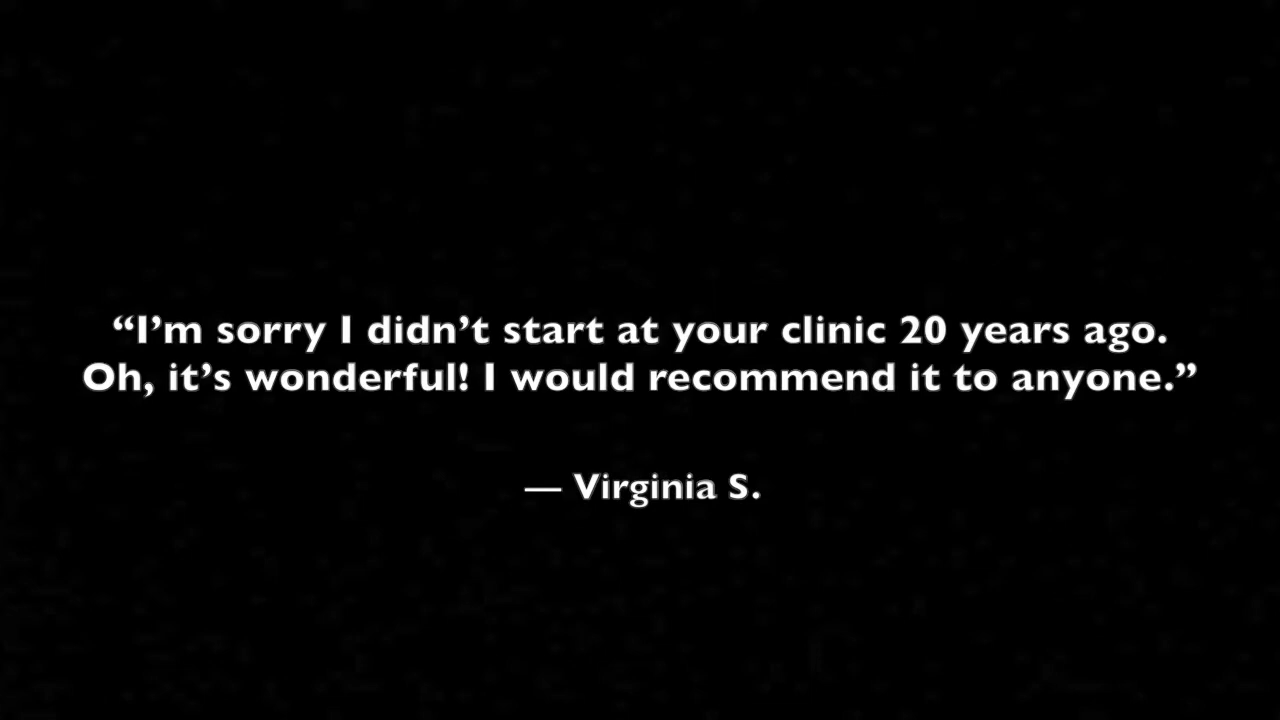 “I’m sorry I didn’t start at your clinic 20 years ago.
Oh, it’s wonderful! I would recommend it to anyone.”
— Virginia S.